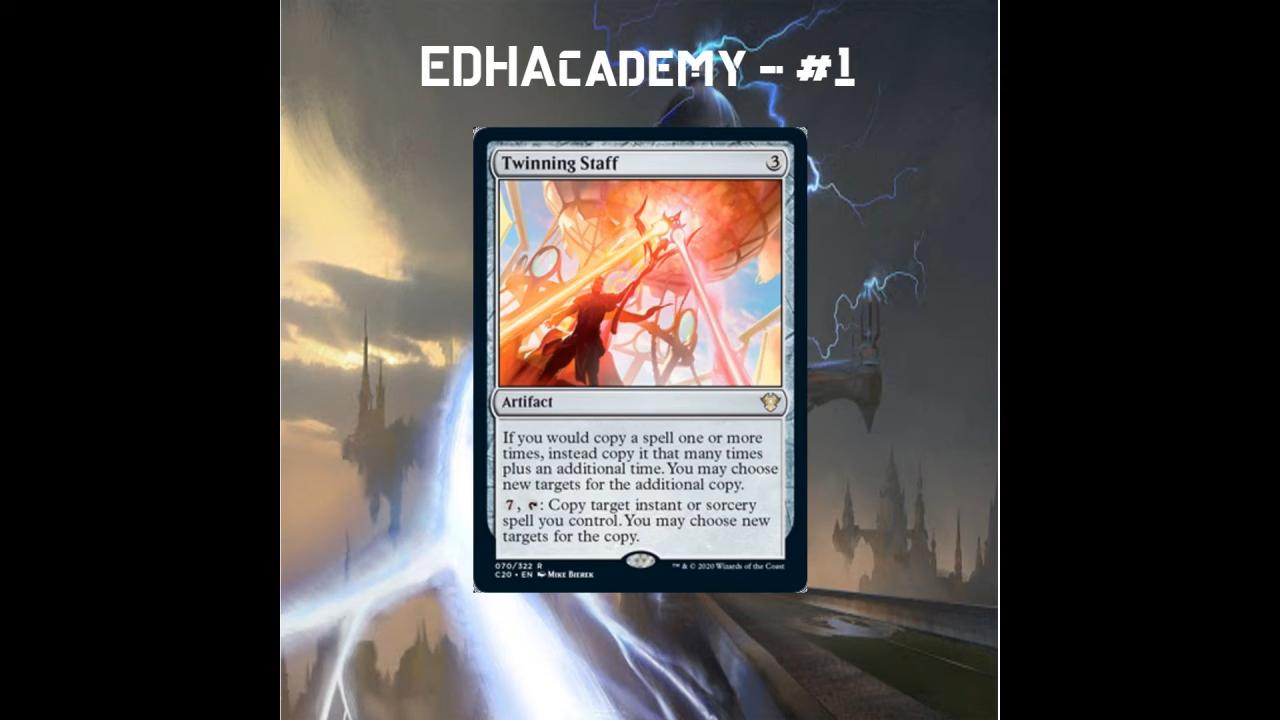 EDHACADEMY - #1
Twinning Staff 3
Artifact
If you would copy a spell one or more
times, instead copy it that many times
plus an additional time. You may choose
new targets for the additional copy.
7, : Copy target instant or sorcery
spell you control. You may choose new
targets for the copy.
070/322 R
C20 • EN Mike Bierek
™ & © 2020 Wizards of the Coast